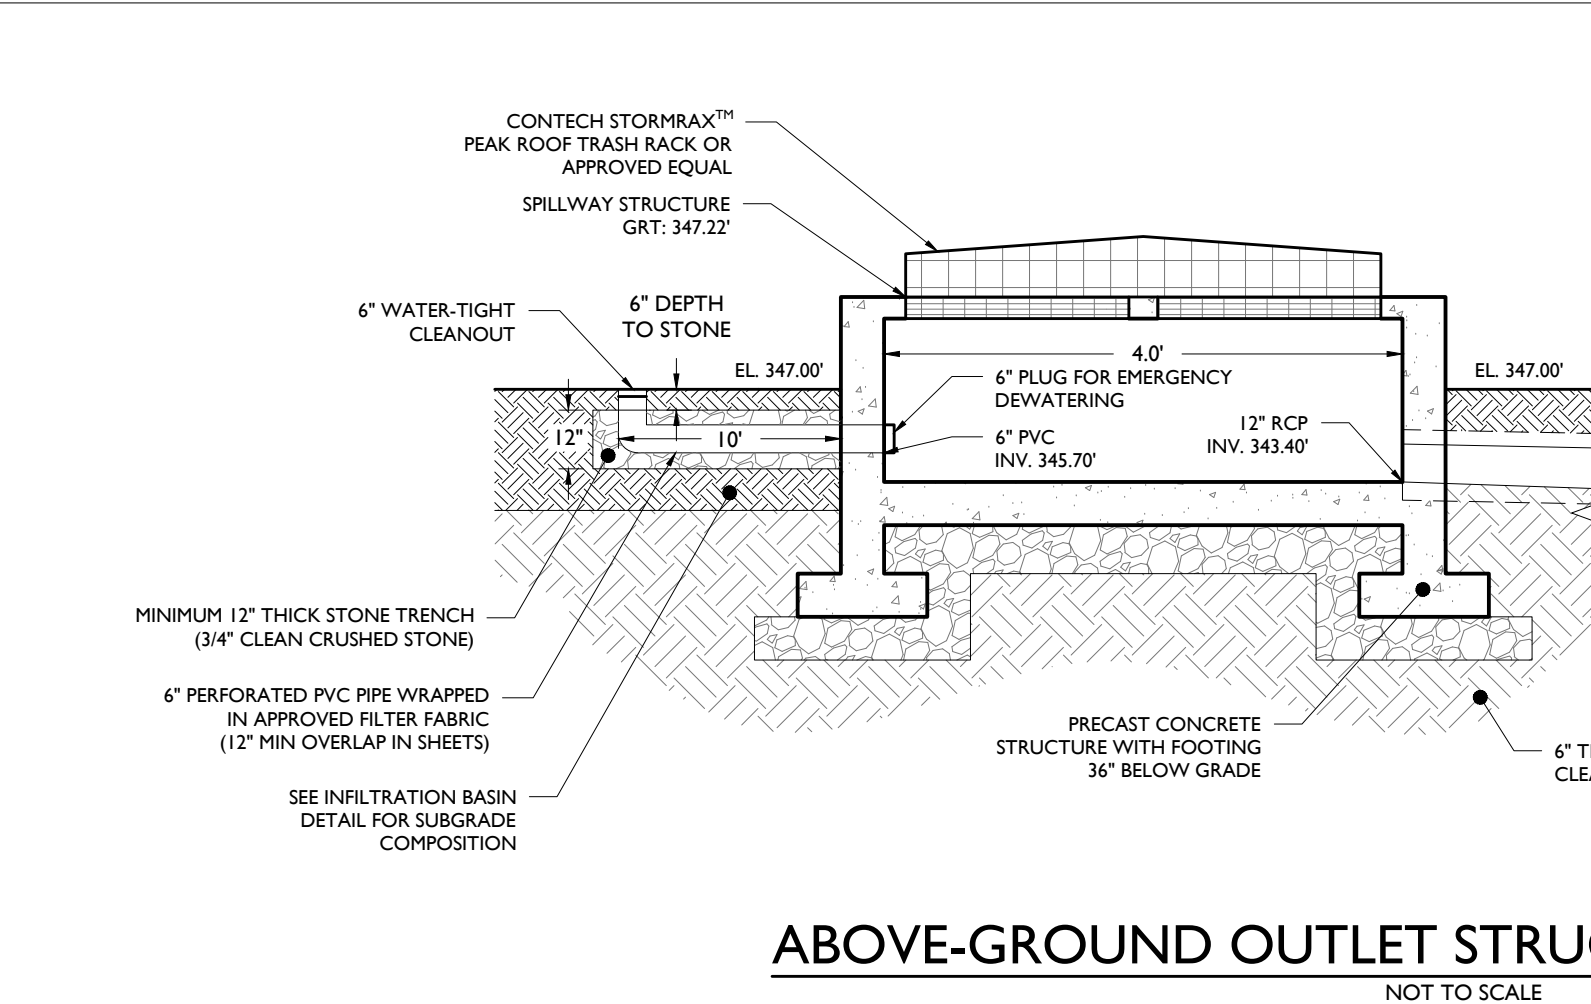 CONTECH STORMRAX™
PEAK ROOF TRASH RACK OR
APPROVED EQUAL
SPILLWAY STRUCTURE
GRT: 347.22'
6" WATER-TIGHT
CLEANOUT
6" DEPTH
TO STONE
EL. 347.00'
12"
10'
4.0'
6" PLUG FOR EMERGENCY
DEWATERING
6" PVC
INV. 345.70'
12" RCP
INV. 343.40'
EL. 347.00'
MINIMUM 12" THICK STONE TRENCH
(3/4" CLEAN CRUSHED STONE)
6" PERFORATED PVC PIPE WRAPPED
IN APPROVED FILTER FABRIC
(12" MIN OVERLAP IN SHEETS)
SEE INFILTRATION BASIN
DETAIL FOR SUBGRADE
COMPOSITION
PRECAST CONCRETE
STRUCTURE WITH FOOTING
36" BELOW GRADE
6"
ABOVE-GROUND OUTLET
NOT TO SCALE